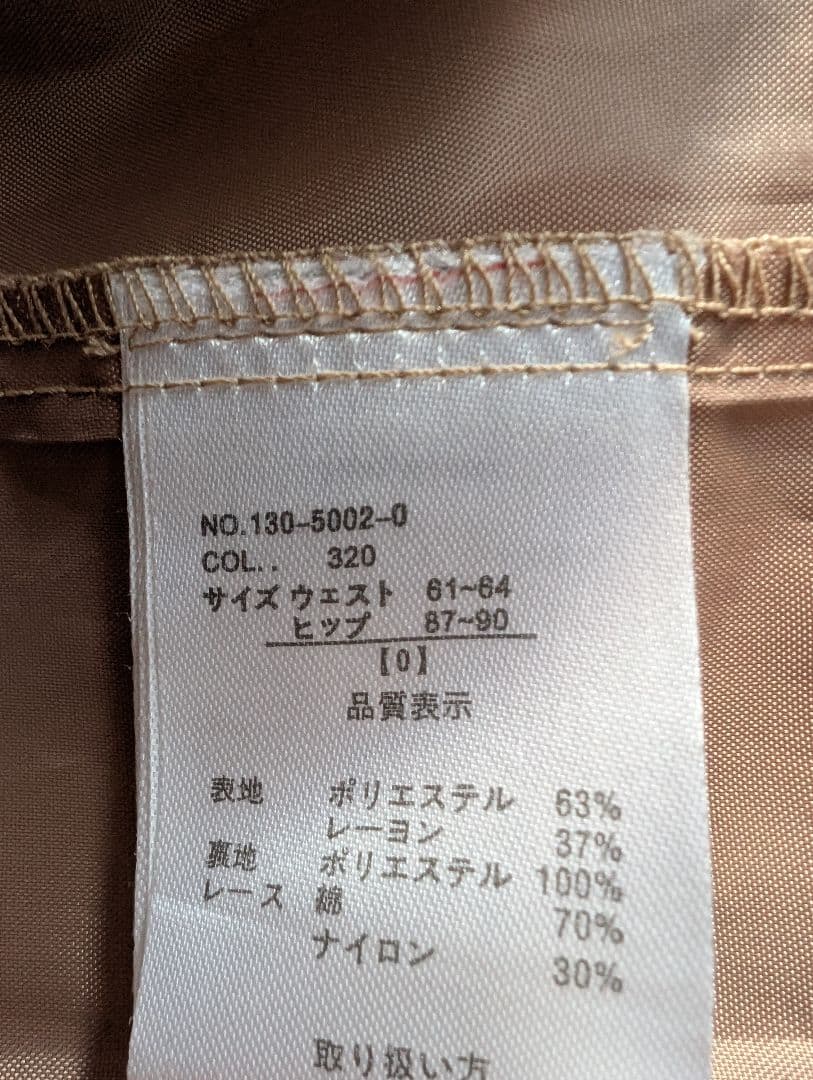 NO.130-5002-0
COL.. 320
サイズ ウェスト 61~64
ヒップ 87~90
【0】
品質表示
表地 ポリエステル 63%
レーヨン 37%
裏地 ポリエステル 100%
レース 綿 70%
ナイロン 30%
取り扱い方